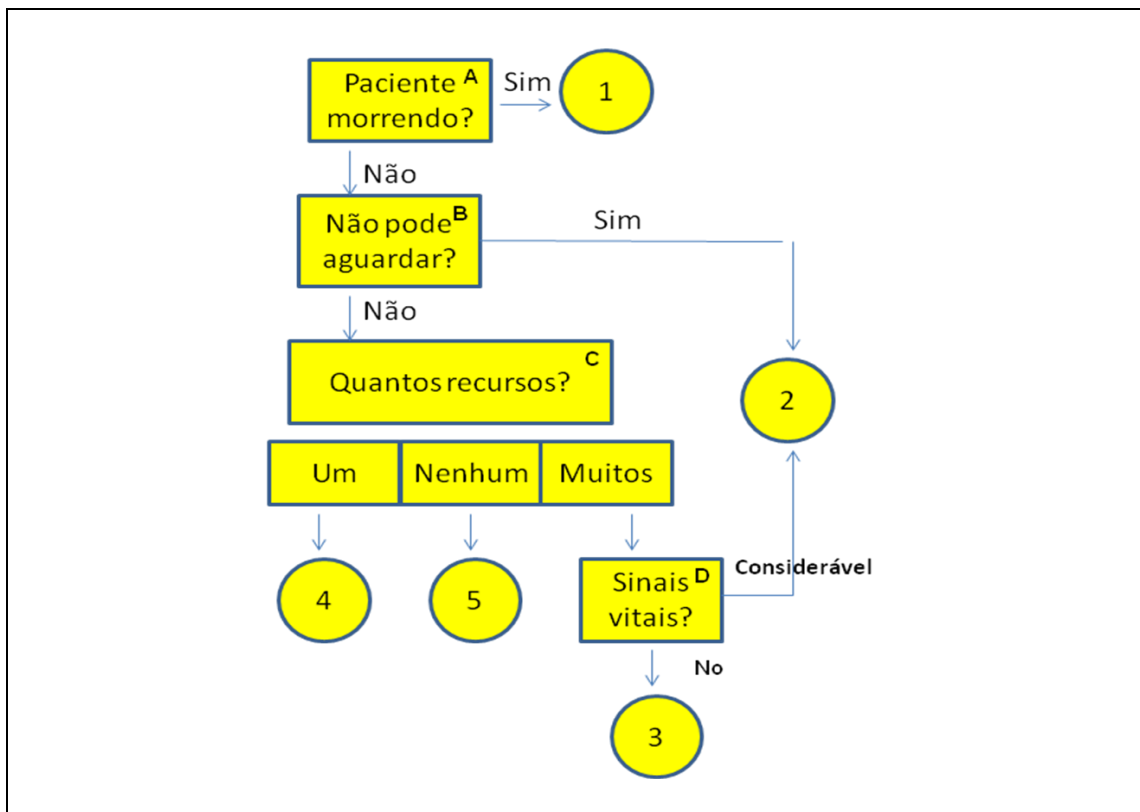 Paciente A
morrendo?
Sim
1
Não
Não pode B
aguardar?
Sim
Não
C
Quantos recursos?
2
Um Nenhum Muitos
4
5
Sinais D
vitais?
Considerável
No
3